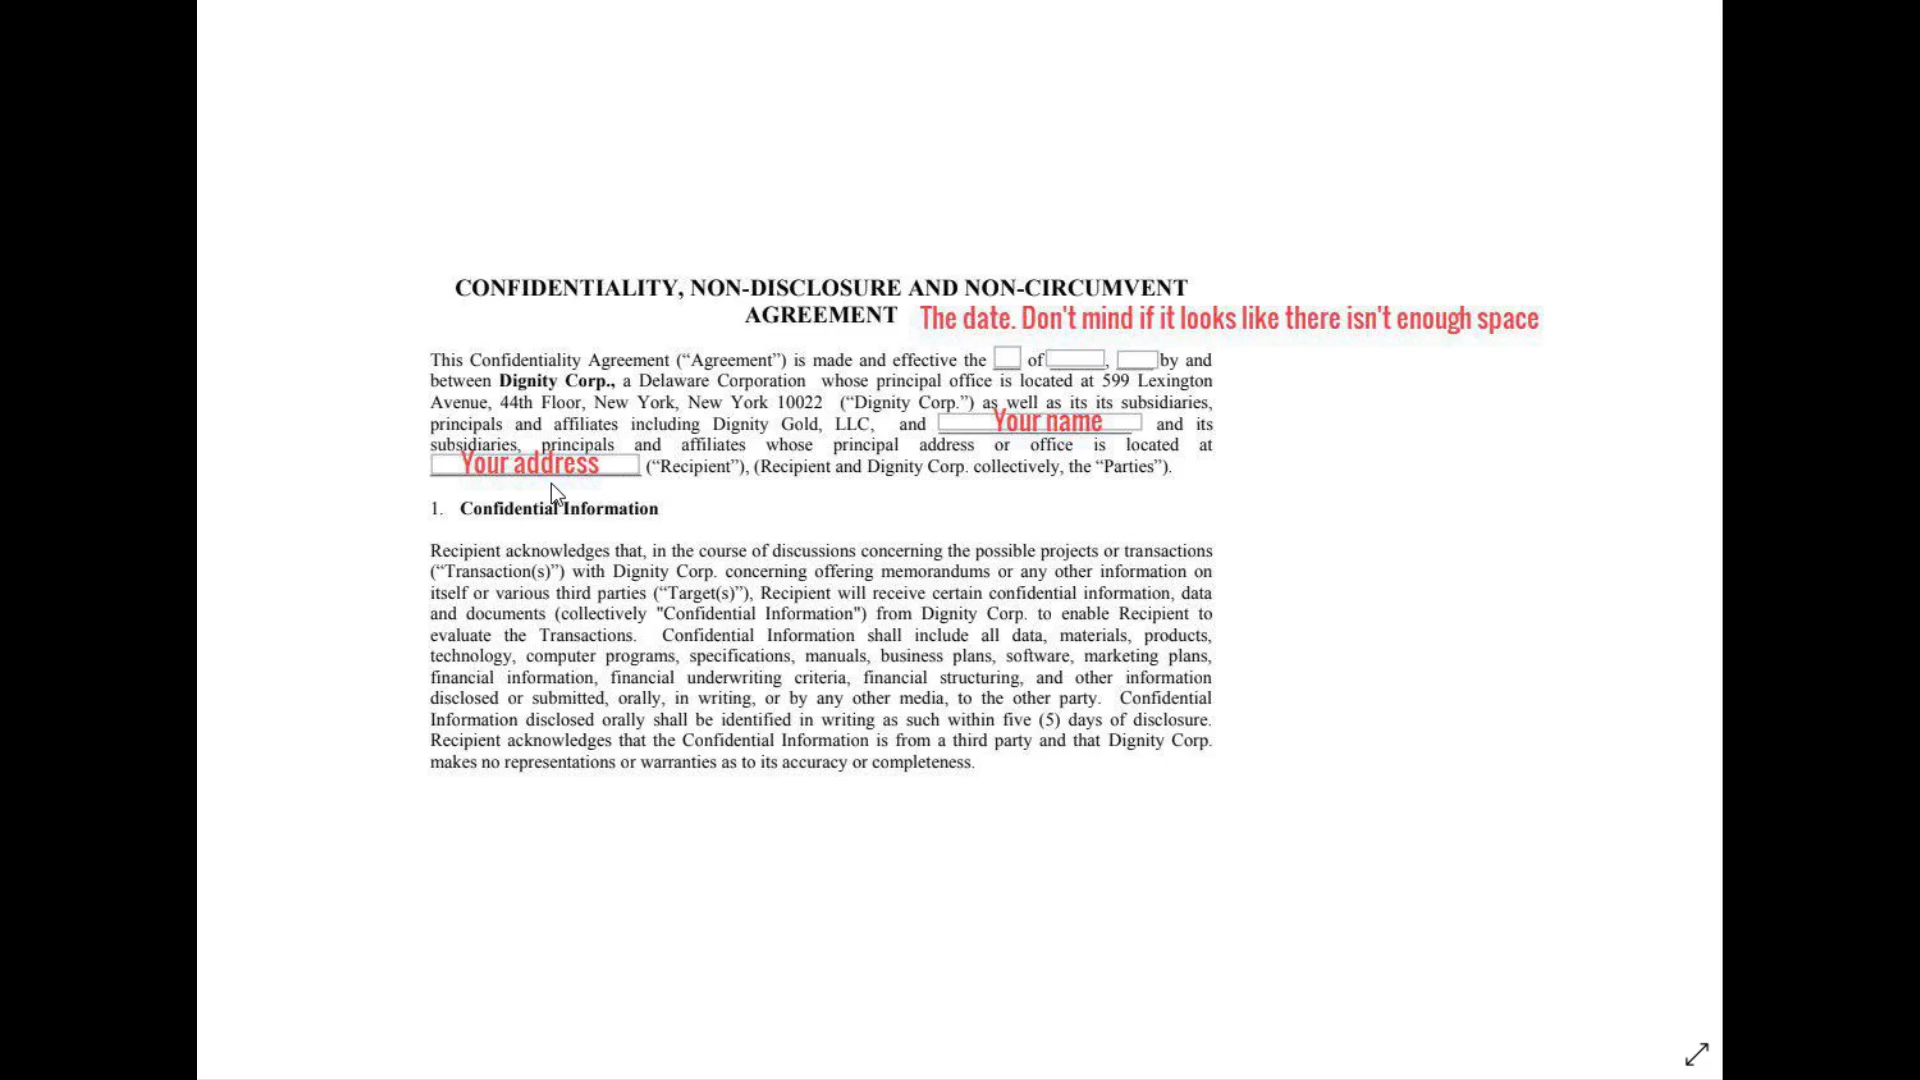 CONFIDENTIALITY, NON-DISCLOSURE AND NON-CIRCUMVENT
AGREEMENT
The date. Don't mind if it looks like there isn't enough space
This Confidentiality Agreement (“Agreement”) is made and effective the ___ of ______, ____by and
between Dignity Corp., a Delaware Corporation whose principal office is located at 599 Lexington
Avenue, 44th Floor, New York, New York 10022 (“Dignity Corp.”) as well as its its subsidiaries,
principals and affiliates including Dignity Gold, LLC, and Your name and its
subsidiaries, principals and affiliates whose principal address or office is located at
Your address (“Recipient”), (Recipient and Dignity Corp. collectively, the “Parties”).
1. Confidential Information
Recipient acknowledges that, in the course of discussions concerning the possible projects or transactions
(“Transaction(s)”) with Dignity Corp. concerning offering memorandums or any other information on
itself or various third parties (“Target(s)”), Recipient will receive certain confidential information, data
and documents (collectively "Confidential Information") from Dignity Corp. to enable Recipient to
evaluate the Transactions. Confidential Information shall include all data, materials, products,
technology, computer programs, specifications, manuals, business plans, software, marketing plans,
financial information, financial underwriting criteria, financial structuring, and other information
disclosed or submitted, orally, in writing, or by any other media, to the other party. Confidential
Information disclosed orally shall be identified in writing as such within five (5) days of disclosure.
Recipient acknowledges that the Confidential Information is from a third party and that Dignity Corp.
makes no representations or warranties as to its accuracy or completeness.